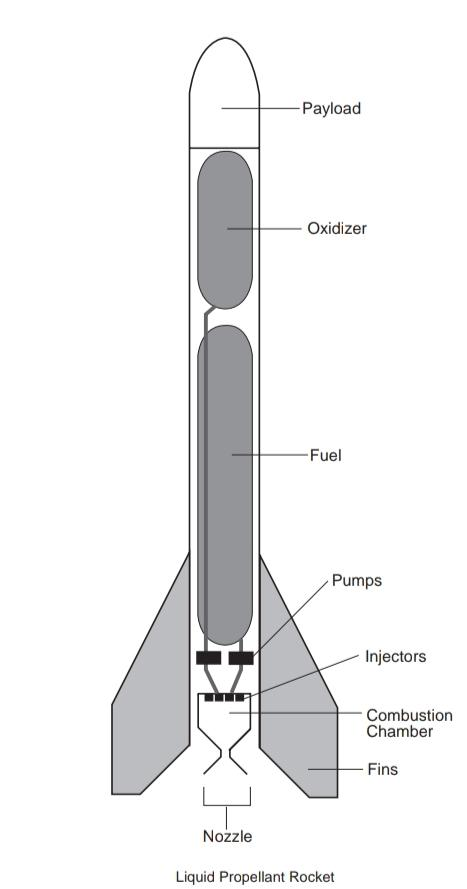 Payload
Oxidizer
Fuel
Pumps
Injectors
Combustion
Chamber
Fins
Nozzle
Liquid Propellant Rocket